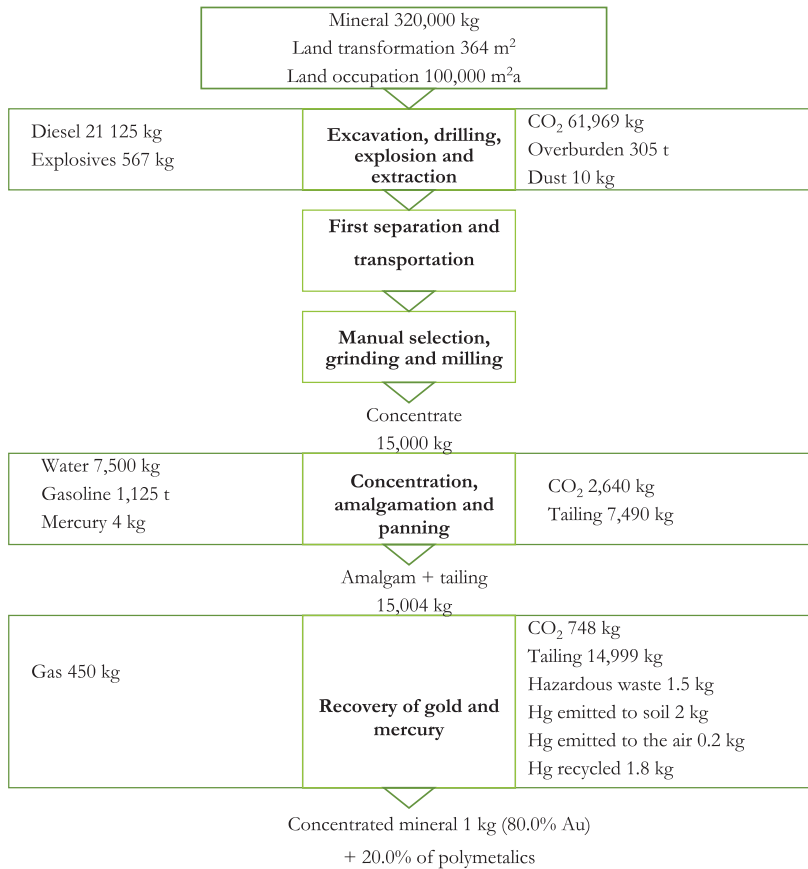 Mineral 320,000 kg
Land transformation 364 m²
Land occupation 100,000 m²a
Diesel 21 125 kg
Explosives 567 kg
Excavation, drilling,
explosion and
extraction
CO₂ 61,969 kg
Overburden 305 t
Dust 10 kg
First separation and
transportation
Manual selection,
grinding and milling
Concentrate
15,000 kg
Water 7,500 kg
Gasoline 1,125 t
Mercury 4 kg
Concentration,
amalgamation and
panning
CO₂ 2,640 kg
Tailing 7,490 kg
Amalgam + tailing
15,004 kg
Gas 450 kg
Recovery of gold and
mercury
CO₂ 748 kg
Tailing 14,999 kg
Hazardous waste 1.5 kg
Hg emitted to soil 2 kg
Hg emitted to the air 0.2 kg
Hg recycled 1.8 kg
Concentrated mineral 1 kg (80.0% Au)
+ 20.0% of polymetalics